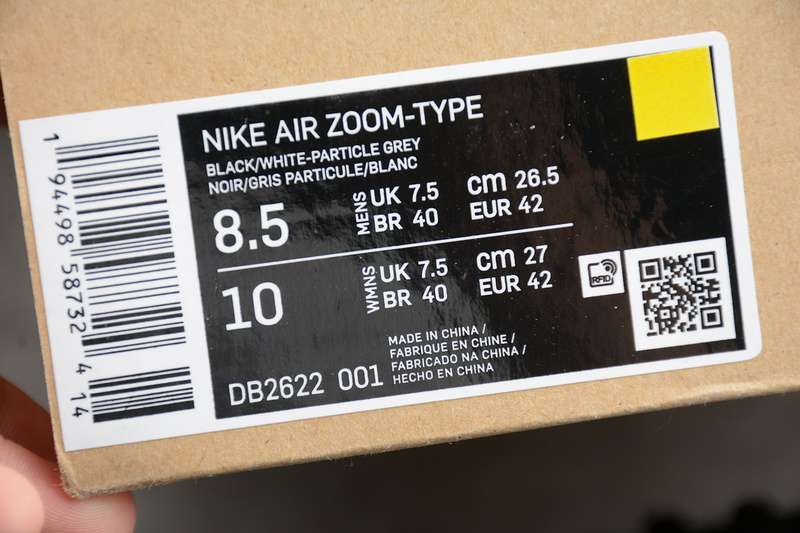 NIKE AIR ZOOM-TYPE
BLACK/WHITE-PARTICLE GREY
NOIR/GRIS PARTICULE/BLANC
8.5 MENS UK 7.5 cm 26.5
BR 40 EUR 42
10 WMNS UK 7.5 cm 27
BR 40 EUR 42
RFID
DB2622 001
MADE IN CHINA /
FABRIQUE EN CHINE /
FABRICADO NA CHINA /
HECHO EN CHINA
1 94498 58732 4 14